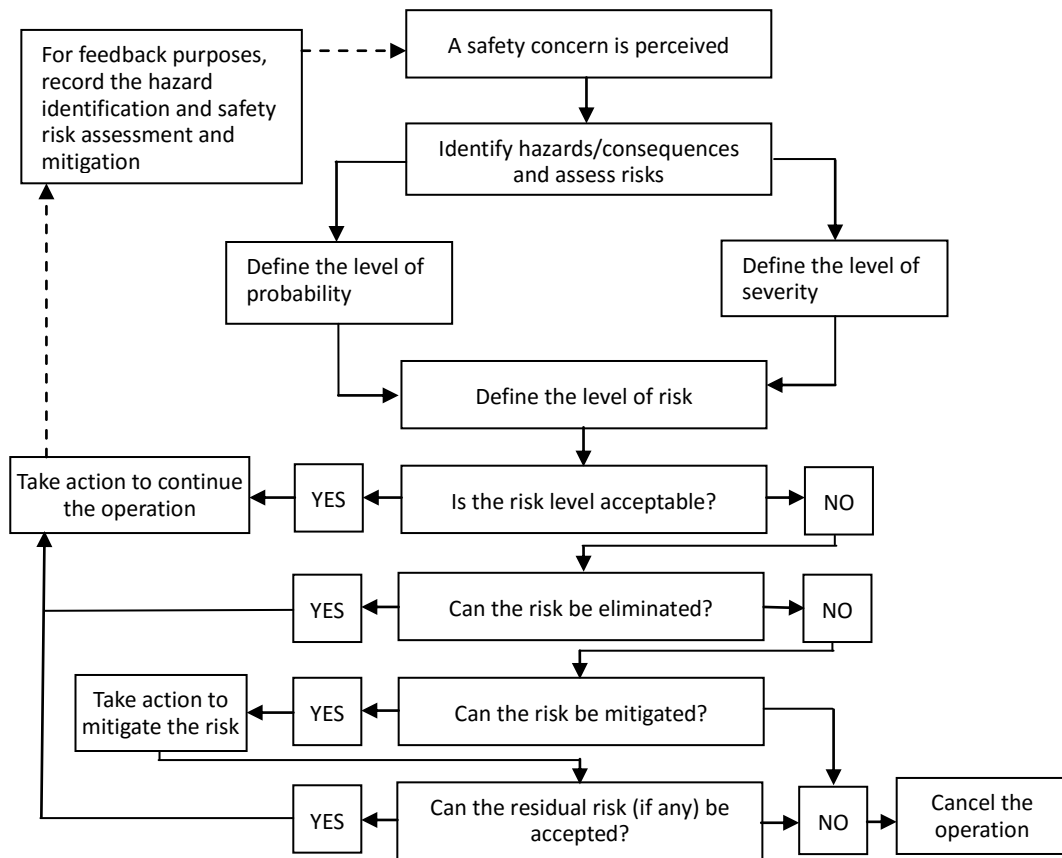 For feedback purposes,
record the hazard
identification and safety
risk assessment and
mitigation
A safety concern is perceived
Identify hazards/consequences
and assess risks
Define the level of
probability
Define the level of
severity
Define the level of risk
Take action to continue
the operation
YES
Is the risk level acceptable?
NO
YES
Can the risk be eliminated?
NO
Take action to
mitigate the risk
YES
Can the risk be mitigated?
YES
Can the residual risk (if any) be
accepted?
NO
Cancel the
operation